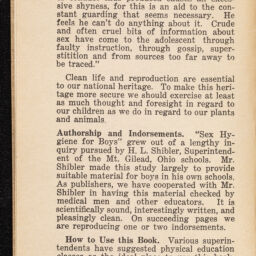 sive shyness, for this is an aid to the con-
stant guarding that seems necessary. He
feels he can't do anything about it. Crude
and often cruel bits of information about
sex have come to the adolescent through
faulty instruction, through gossip, super-
stition and from sources too far away to
be traced."
Clean life and reproduction are essential
to our national heritage. To make this heri-
tage more secure we should exercise at least
as much thought and foresight in regard to
our children as we do in regard to our plants
and animals.
Authorship and Indorsements. "Sex Hy-
giene for Boys" grew out of a lengthy in-
quiry pursued by H. L. Shibler, Superintend-
ent of the Mt. Gilead, Ohio schools. Mr.
Shibler made this study largely to provide
suitable material for boys in his own schools.
As publishers, we have cooperated with Mr.
Shibler in having this material checked by
medical men and other educators. It is
scientifically sound, interestingly written, and
pleasingly clean. On succeeding pages we
are reproducing one or two indorsements.
How to Use this Book. Various superin-
tendents have suggested physical education